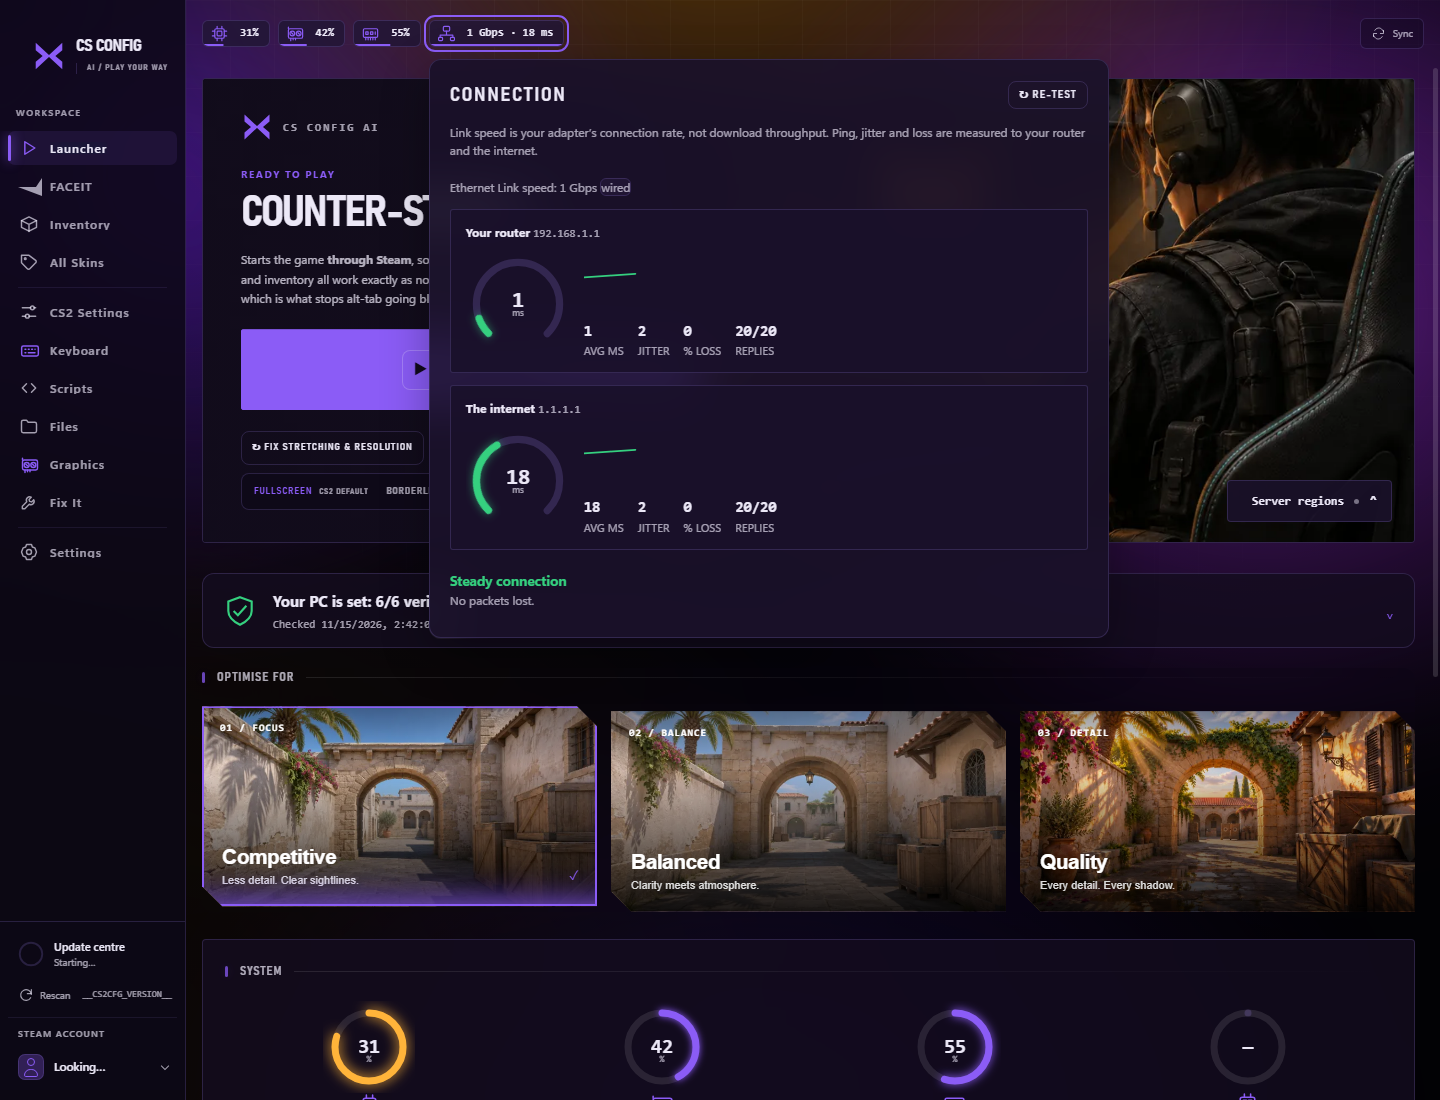 CS CONFIG
AI / PLAY YOUR WAY
WORKSPACE
Launcher
FACEIT
Inventory
All Skins
CS2 Settings
Keyboard
Scripts
Files
Graphics
Fix It
Settings
Update centre
Starting...
Rescan
__CS2CFG_VERSION__
STEAM ACCOUNT
Looking...
31%
42%
55%
1 Gbps · 18 ms
Sync
CS CONFIG AI
READY TO PLAY
COUNTER-ST
Starts the game through Steam, so
and inventory all work exactly as no
which is what stops alt-tab going bl
↻ FIX STRETCHING & RESOLUTION
FULLSCREEN CS2 DEFAULT BORDERL
CONNECTION
↻ RE-TEST
Link speed is your adapter's connection rate, not download throughput. Ping, jitter and loss are measured to your router
and the internet.
Ethernet Link speed: 1 Gbps wired
Your router 192.168.1.1
1
ms
1 2 0 20/20
AVG MS JITTER % LOSS REPLIES
The internet 1.1.1.1
18
ms
18 2 0 20/20
AVG MS JITTER % LOSS REPLIES
Steady connection
No packets lost.
Server regions
Your PC is set: 6/6 veri
Checked 11/15/2026, 2:42:0
OPTIMISE FOR
01 / FOCUS
Competitive
Less detail. Clear sightlines.
02 / BALANCE
Balanced
Clarity meets atmosphere.
03 / DETAIL
Quality
Every detail. Every shadow.
SYSTEM
31
%
42
%
55
%
—